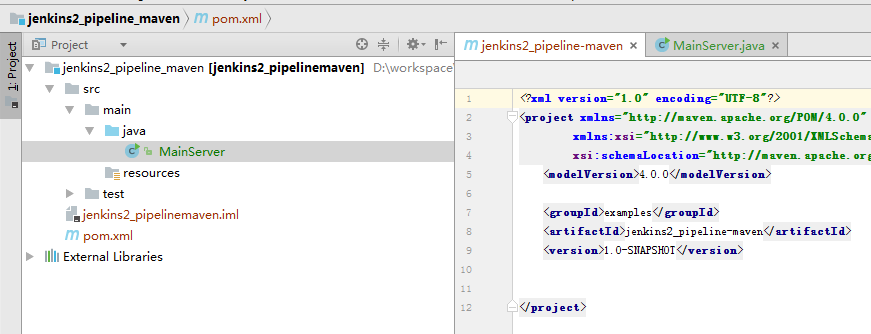 jenkins2_pipeline_maven pom.xml
1: Project
Project
jenkins2_pipeline_maven [jenkins2_pipelinemaven] D:\workspace\
src
main
java
MainServer
resources
test
jenkins2_pipelinemaven.iml
pom.xml
External Libraries
jenkins2_pipeline-maven MainServer.java
1 <?xml version="1.0" encoding="UTF-8"?>
2 <project xmlns="http://maven.apache.org/POM/4.0.0"
3 xmlns:xsi="http://www.w3.org/2001/XMLSchema
4 xsi:schemaLocation="http://maven.apache.org
5 <modelVersion>4.0.0</modelVersion>
6
7 <groupId>examples</groupId>
8 <artifactId>jenkins2_pipeline-maven</artifactId>
9 <version>1.0-SNAPSHOT</version>
10
11
12 </project>